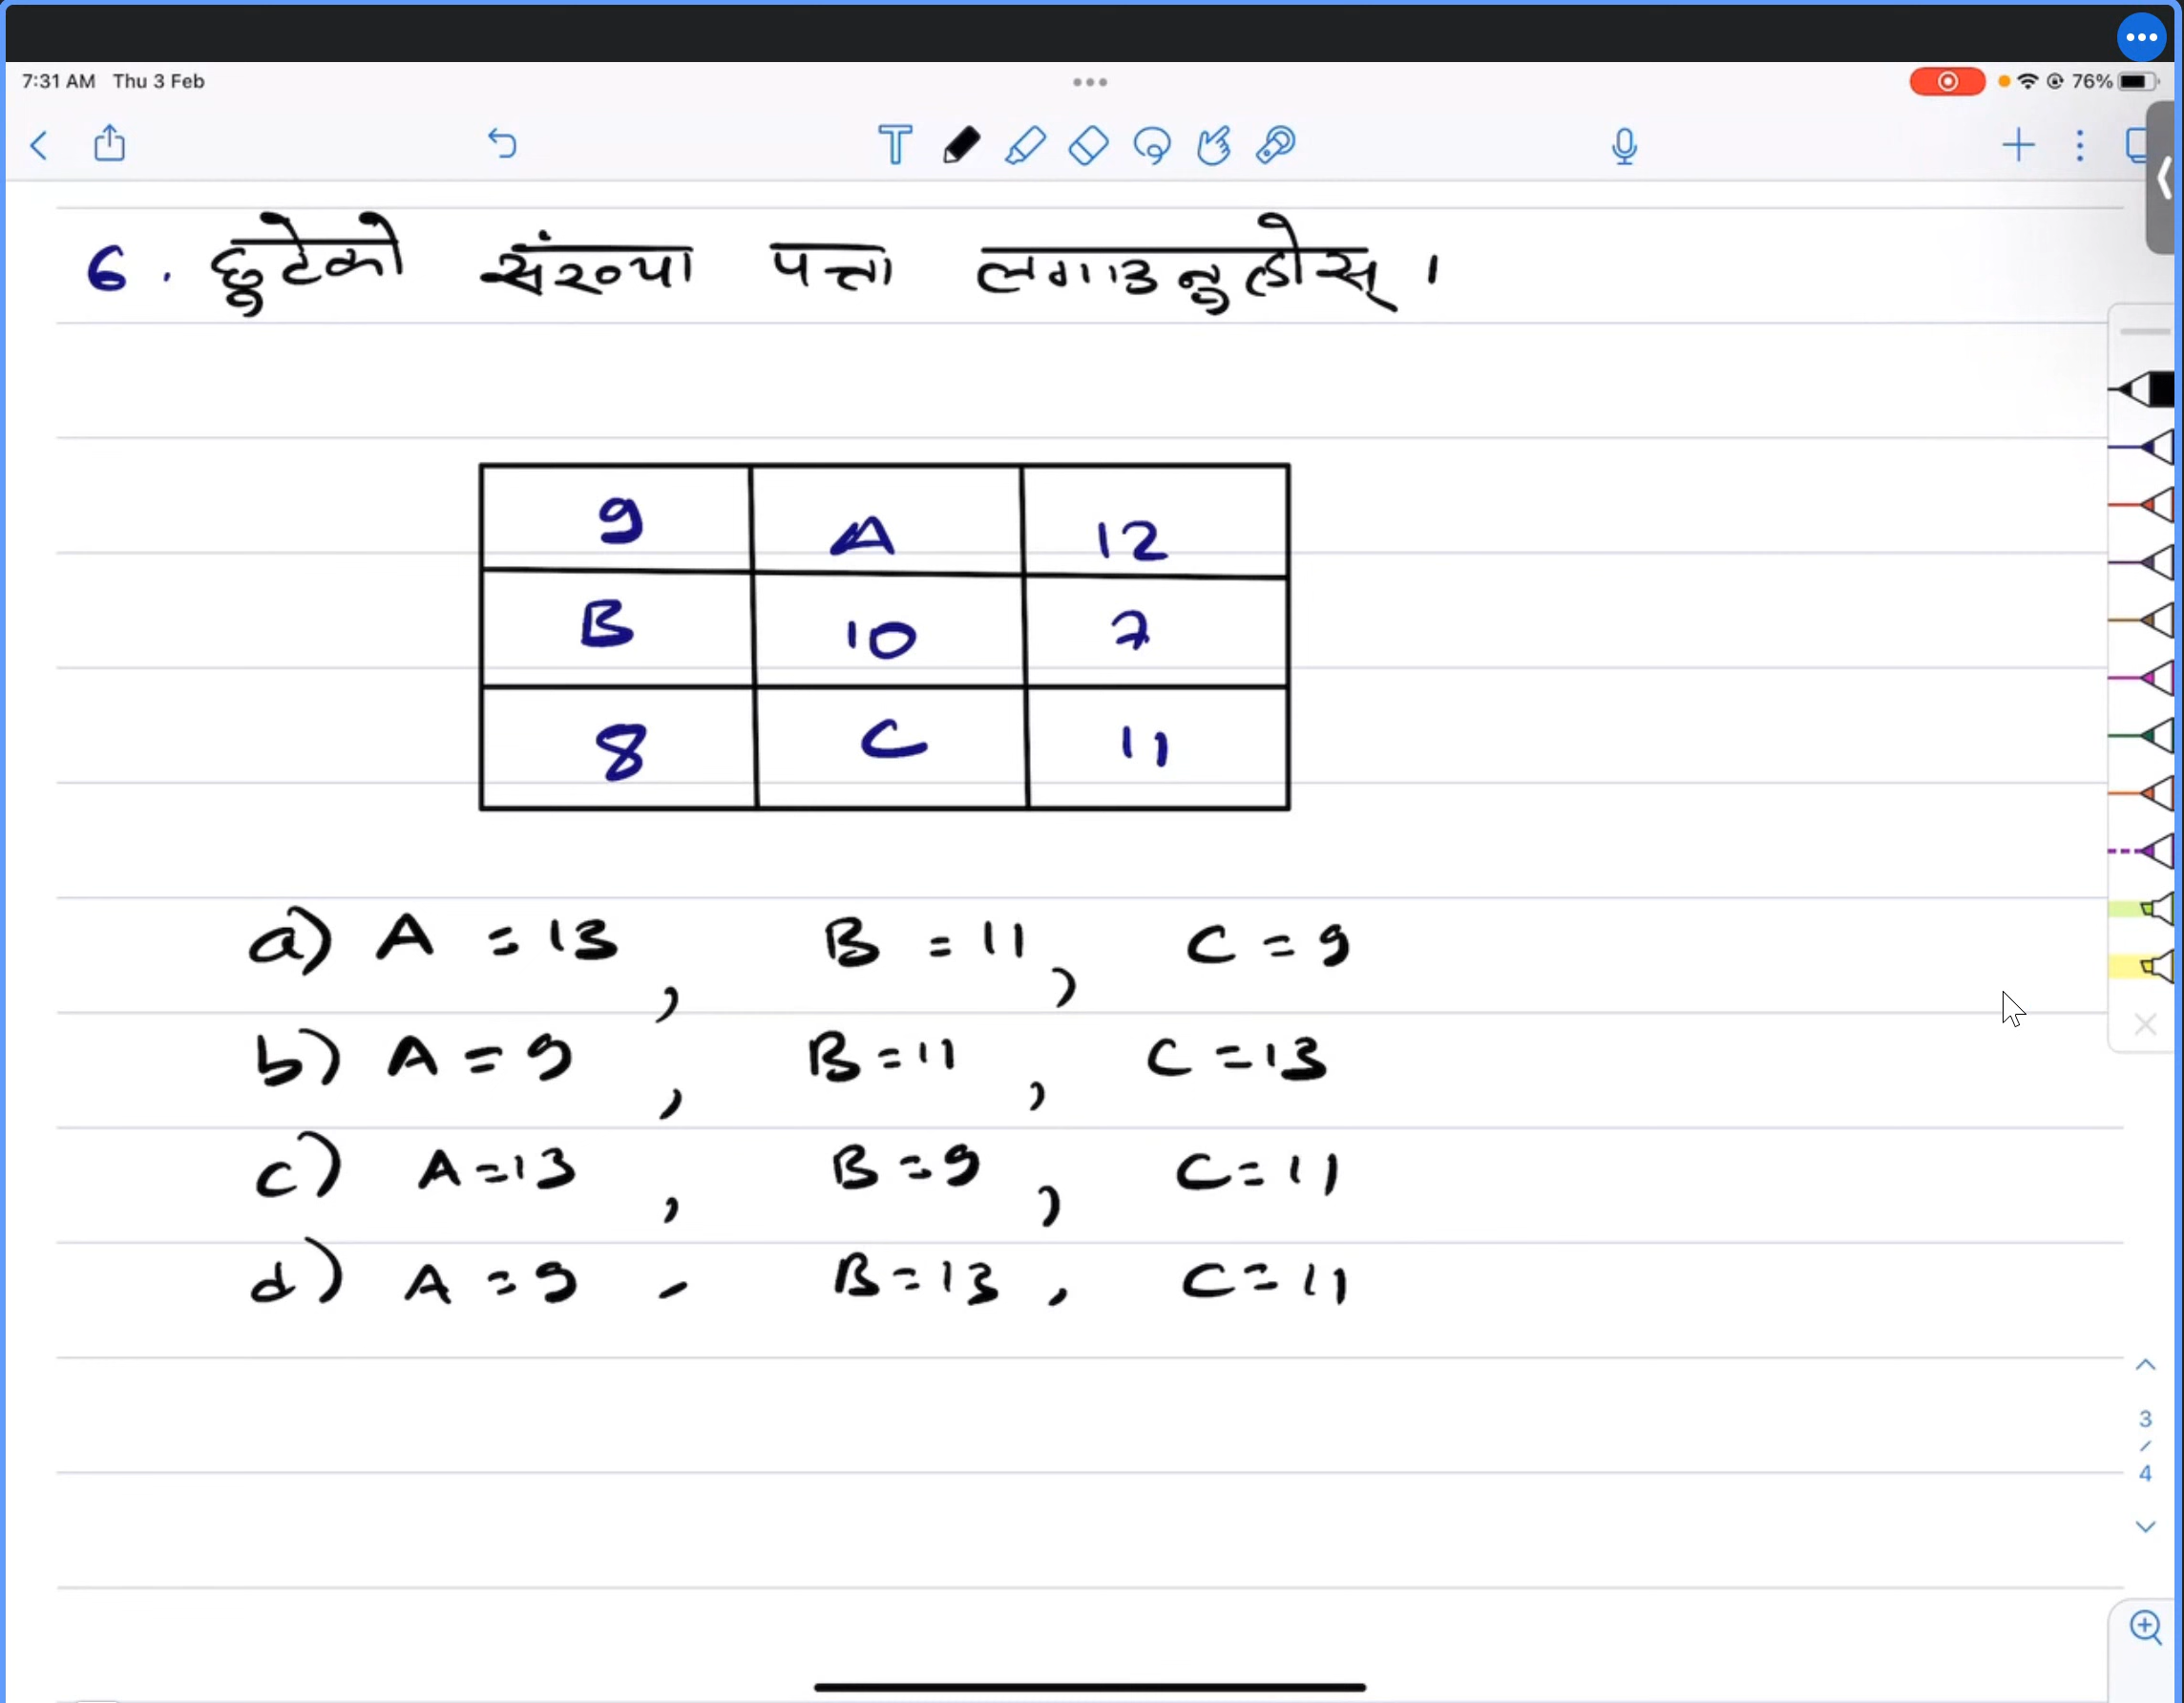 7:31 AM Thu 3 Feb 76%
6. छुटेको संख्या पत्ता लगाउनुहोस् ।
9 A 12
B 10 7
8 C 11
a) A = 13 , B = 11 , C = 9
b) A = 9 , B = 11 , C = 13
c) A = 13 , B = 9 , C = 11
d) A = 9 , B = 13 , C = 11
3
/
4